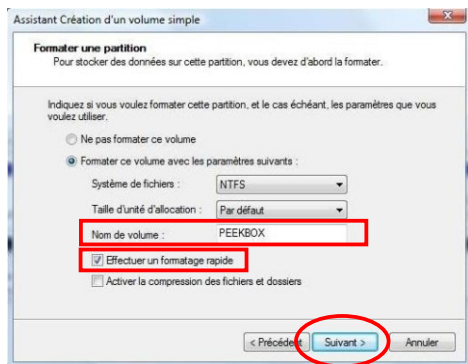 Assistant Création d'un volume simple
Formater une partition
Pour stocker des données sur cette partition, vous devez d'abord la formater.
Indiquez si vous voulez formater cette partition, et le cas échéant, les paramètres que vous
voulez utiliser.
Ne pas formater ce volume
Formater ce volume avec les paramètres suivants :
Système de fichiers : NTFS
Taille d'unité d'allocation : Par défaut
Nom de volume : PEEKBOX
Effectuer un formatage rapide
Activer la compression des fichiers et dossiers
< Précédent Suivant > Annuler